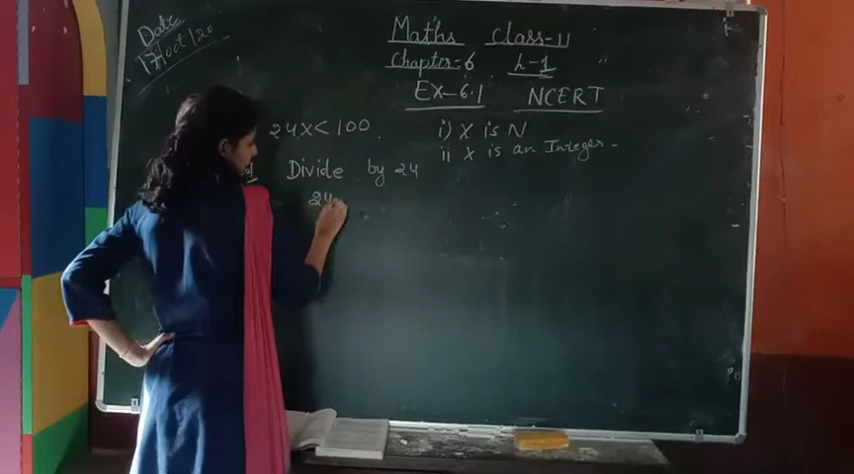 Date
17/oct/20
Maths Class-11
Chapter-6 L-1
Ex-6.1 NCERT
24x<100 i) x is N
ii x is an Integer-
Divide by 24
24